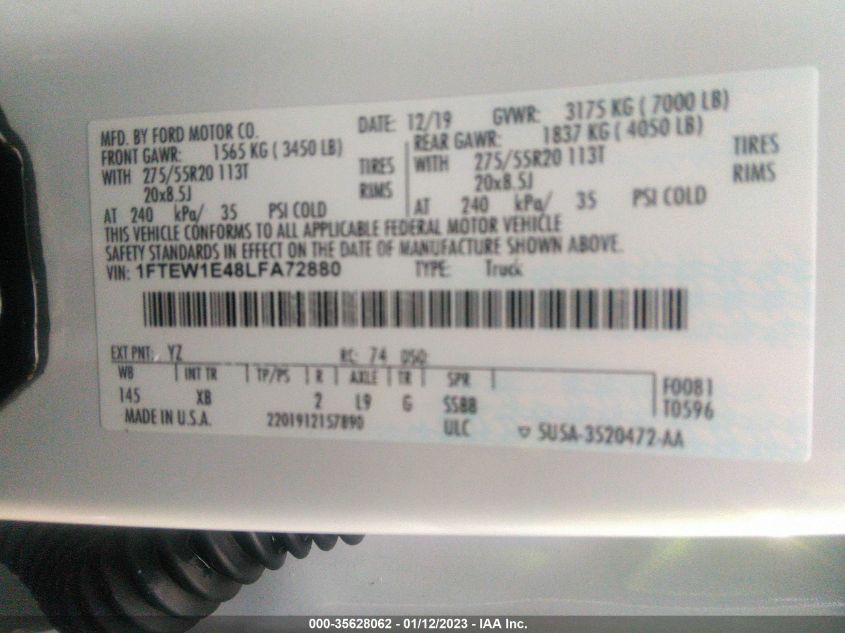 MFD. BY FORD MOTOR CO. DATE: 12/19 GVWR: 3175 KG ( 7000 LB)
FRONT GAWR: 1565 KG ( 3450 LB) REAR GAWR: 1837 KG ( 4050 LB)
WITH 275/55R20 113T TIRES WITH 275/55R20 113T TIRES
20x8.5J RIMS 20x8.5J RIMS
AT 240 kPa/ 35 PSI COLD AT 240 kPa/ 35 PSI COLD
THIS VEHICLE CONFORMS TO ALL APPLICABLE FEDERAL MOTOR VEHICLE
SAFETY STANDARDS IN EFFECT ON THE DATE OF MANUFACTURE SHOWN ABOVE.
VIN: 1FTEW1E48LFA72880 TYPE: Truck
EXT PNT: YZ RC: 74 DSO:
WB INT TR TP/PS R AXLE TR SPR F0081
145 XB 2 L9 G SSBB T0596
MADE IN U.S.A. 2201912157890 ULC ▽ SU5A-3520472-AA
000-35628062 - 01/12/2023 - IAA Inc.